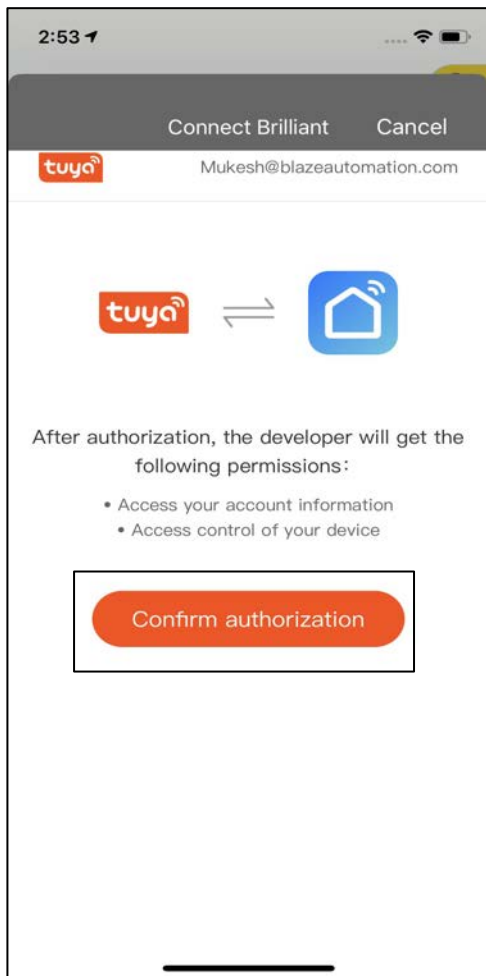 2:53
Connect Brilliant Cancel
tuya Mukesh@blazeautomation.com
tuya
After authorization, the developer will get the
following permissions:
• Access your account information
• Access control of your device
Confirm authorization